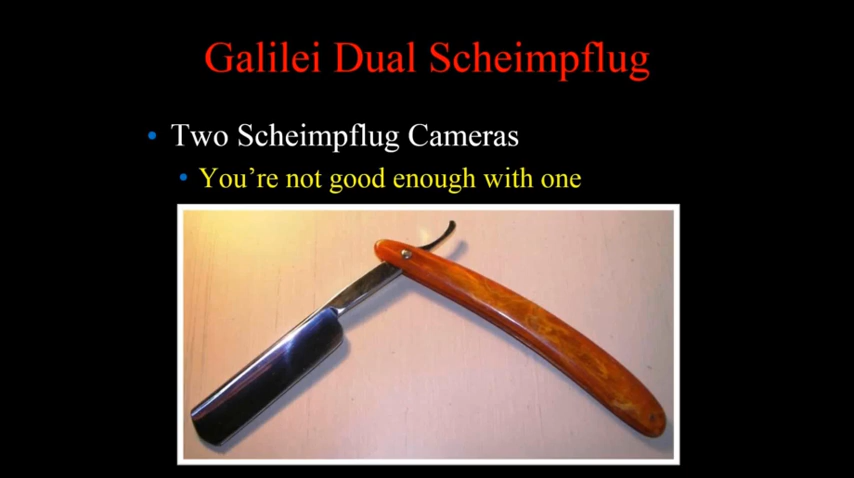 Galilei Dual Scheimpflug
• Two Scheimpflug Cameras
• You're not good enough with one